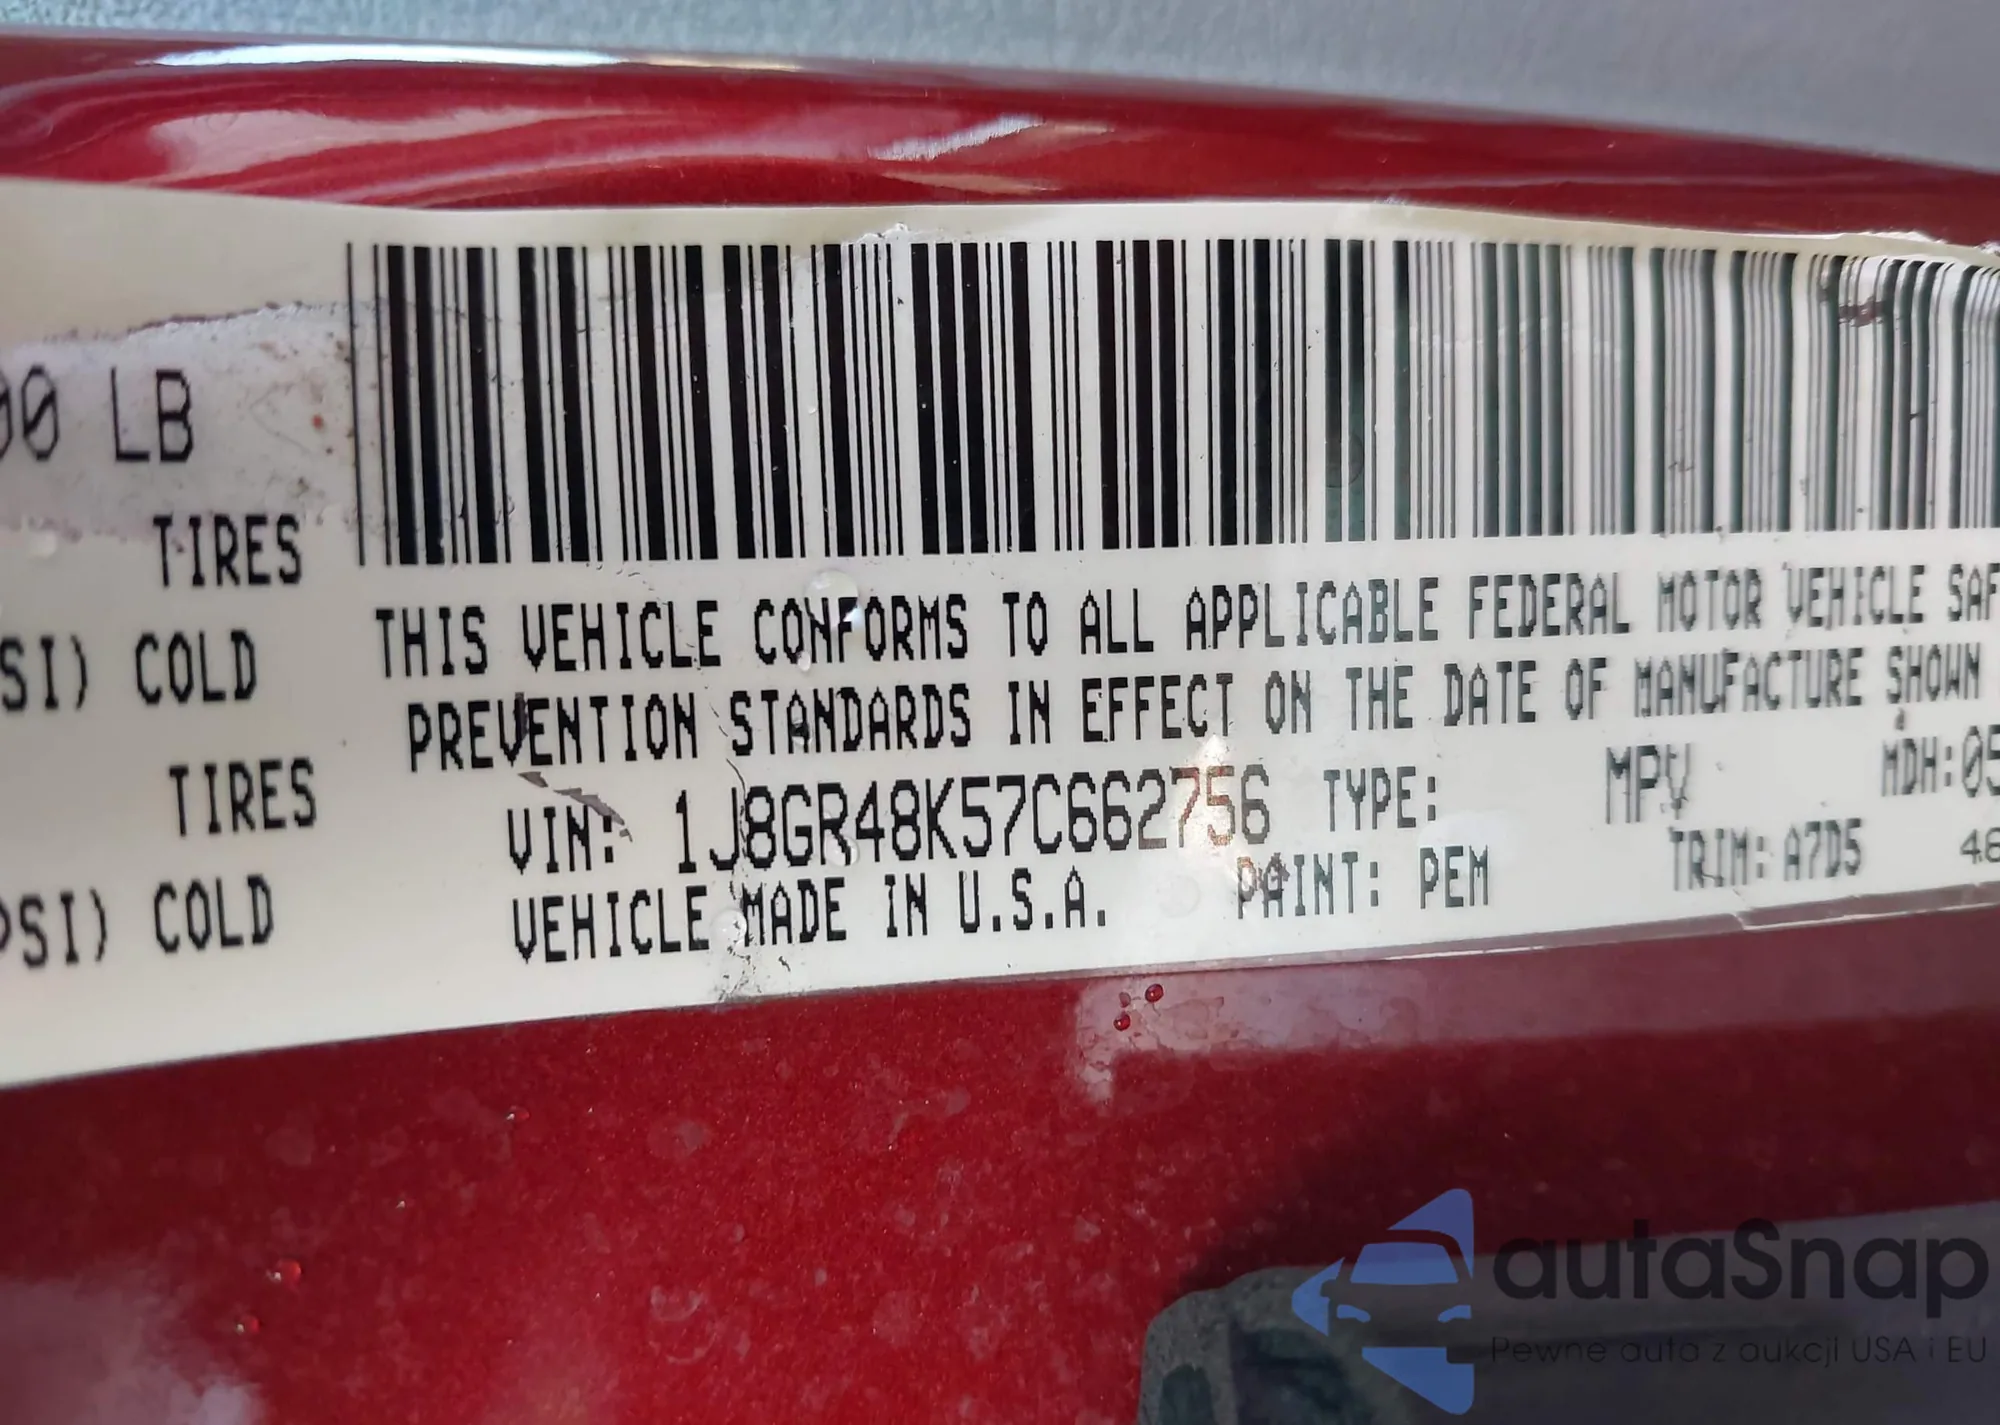 00 LB
TIRES
SI) COLD
TIRES
PSI) COLD
THIS VEHICLE CONFORMS TO ALL APPLICABLE FEDERAL MOTOR VEHICLE SAF
PREVENTION STANDARDS IN EFFECT ON THE DATE OF MANUFACTURE SHOWN
VIN: 1J8GR48K57C662756 TYPE: MPV MDH:05
VEHICLE MADE IN U.S.A. PAINT: PEM TRIM: A7D5 48
autaSnap
Pewne auta z aukcji USA i EU